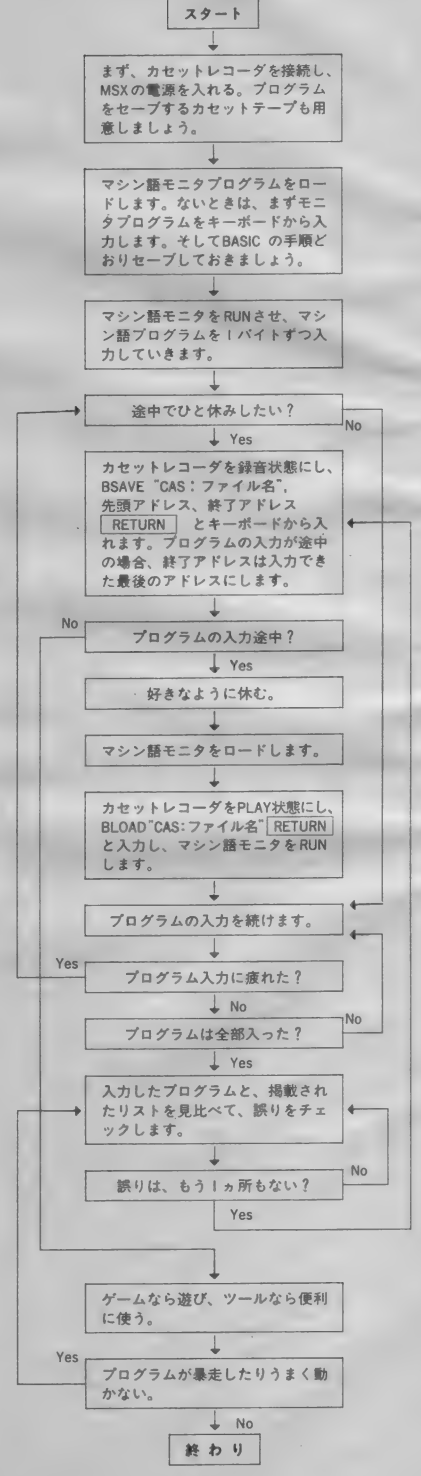 スタート
まず、カセットレコーダを接続し、
MSXの電源を入れる。プログラム
をセーブするカセットテープも用
意しましょう。
マシン語モニタプログラムをロー
ドします。ないときは、まずモニ
タプログラムをキーボードから入
力します。そしてBASIC の手順ど
おりセーブしておきましょう。
マシン語モニタをRUNさせ、マシ
ン語プログラムを1バイトずつ入
力していきます。
途中でひと休みしたい?
No
Yes
カセットレコーダを録音状態にし、
BSAVE "CAS:ファイル名",
先頭アドレス、終了アドレス
RETURN とキーボードから入
れます。プログラムの入力が途中
の場合、終了アドレスは入力でき
た最後のアドレスにします。
No
プログラムの入力途中?
Yes
好きなように休む。
マシン語モニタをロードします。
カセットレコーダをPLAY状態にし、
BLOAD"CAS:ファイル名" RETURN
と入力し、マシン語モニタをRUN
します。
プログラムの入力を続けます。
Yes
プログラム入力に疲れた?
No
プログラムは全部入った?
No
Yes
入力したプログラムと、掲載され
たリストを見比べて、誤りをチェ
ックします。
誤りは、もう1ヵ所もない?
No
Yes
ゲームなら遊び、ツールなら便利
に使う。
Yes
プログラムが暴走したりうまく動
かない。
No
終わり